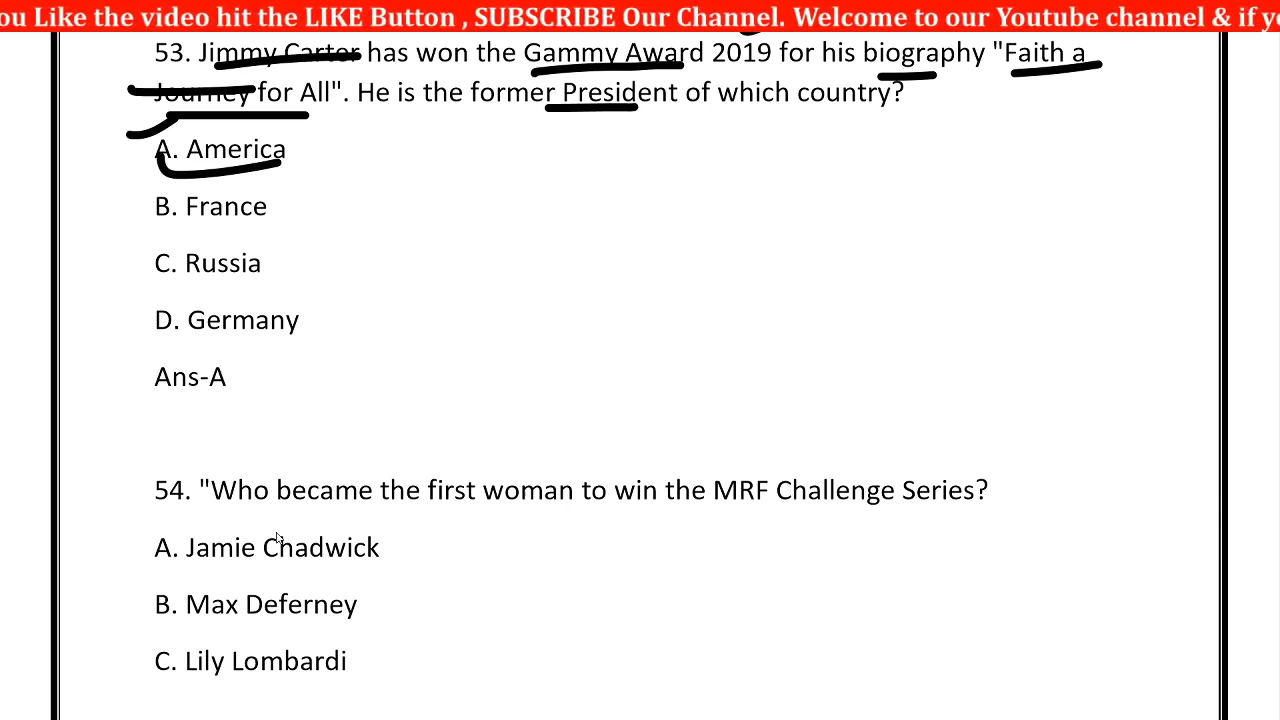 ou Like the video hit the LIKE Button , SUBSCRIBE Our Channel. Welcome to our Youtube channel & if yo
53. Jimmy Carter has won the Gammy Award 2019 for his biography "Faith a
Journey for All". He is the former President of which country?
A. America
B. France
C. Russia
D. Germany
Ans-A
54. "Who became the first woman to win the MRF Challenge Series?
A. Jamie Chadwick
B. Max Deferney
C. Lily Lombardi